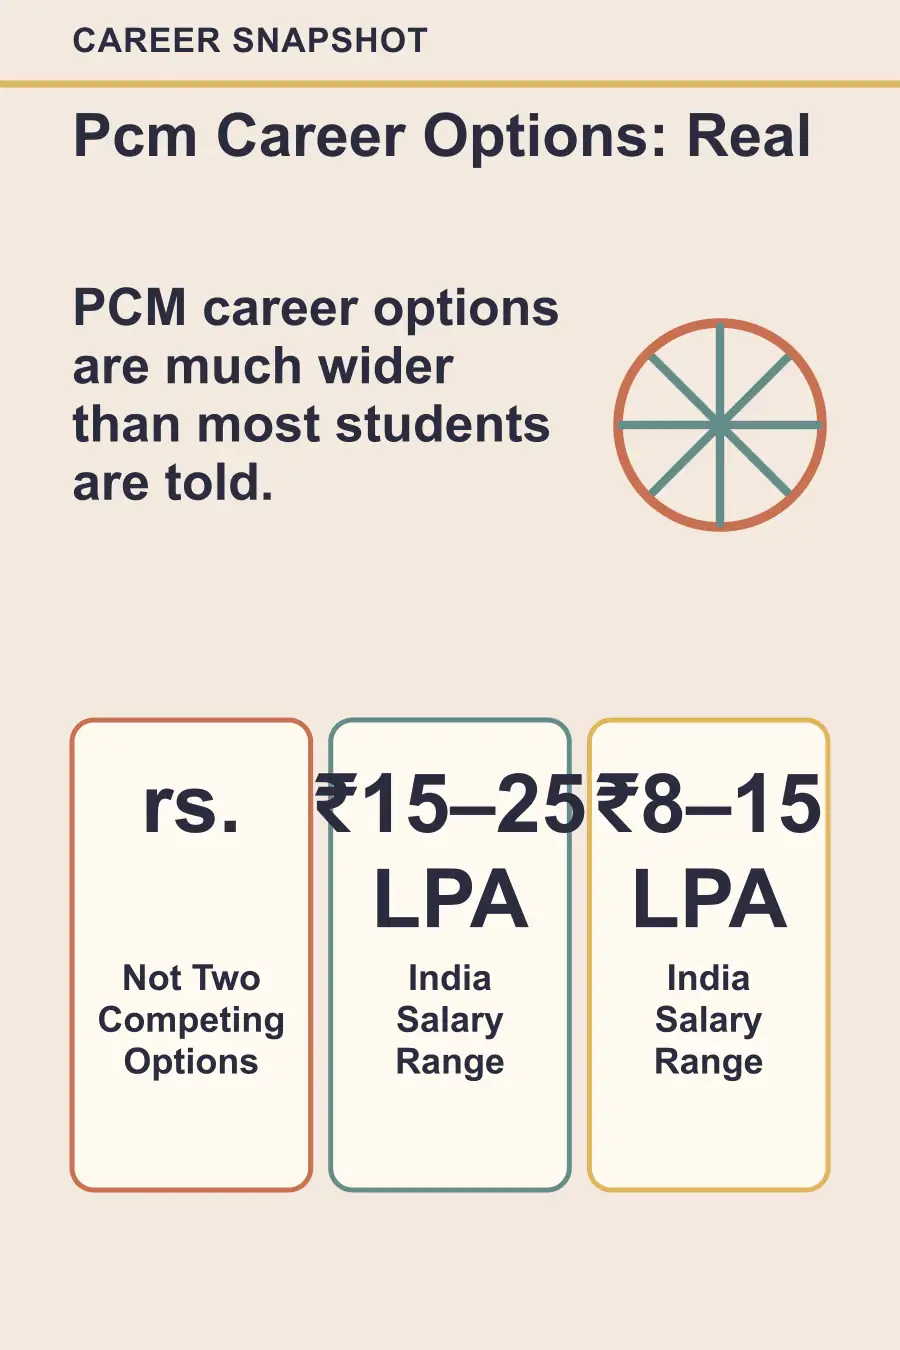 CAREER SNAPSHOT
Pcm Career Options: Real
PCM career options
are much wider
than most students
are told.
rs.
Not Two
Competing
Options
₹15–25
LPA
India
Salary
Range
₹8–15
LPA
India
Salary
Range